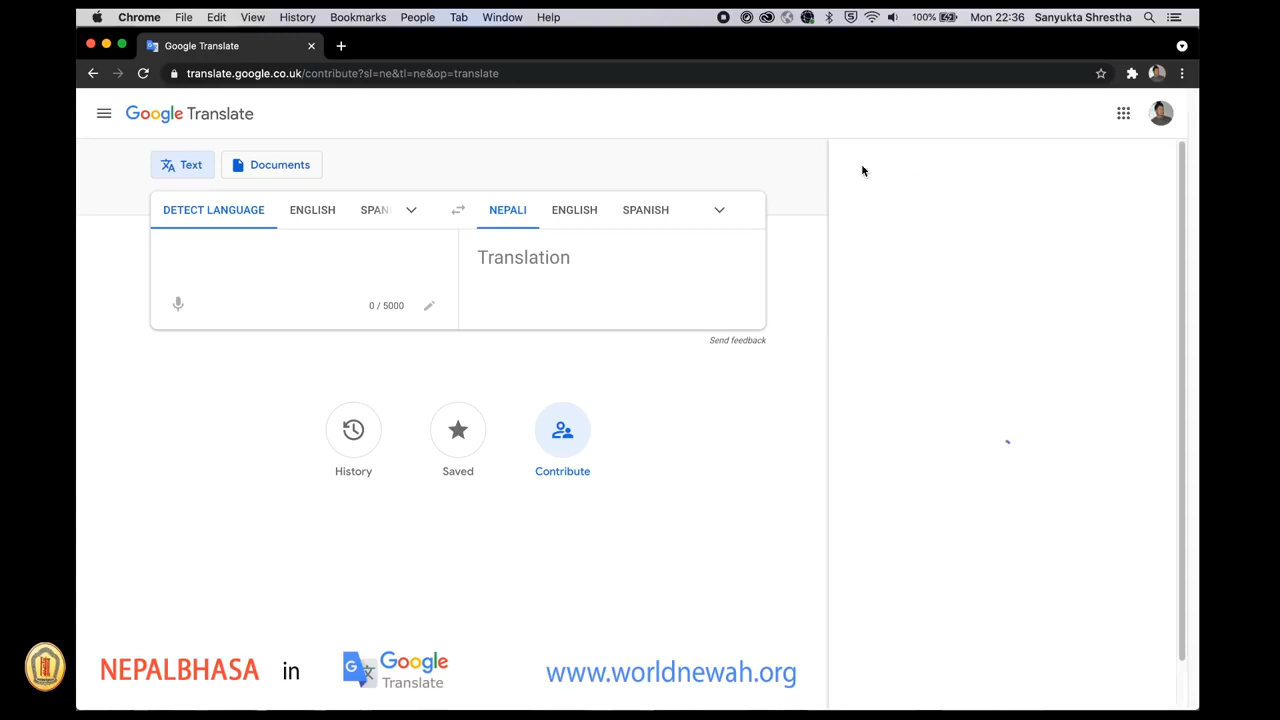 Chrome File Edit View History Bookmarks People Tab Window Help 100% Mon 22:36 Sanyukta Shrestha
Google Translate
translate.google.co.uk/contribute?sl=ne&tl=ne&op=translate
Google Translate
Text Documents
DETECT LANGUAGE ENGLISH SPANI NEPALI ENGLISH SPANISH
Translation
0 / 5000
Send feedback
History Saved Contribute
NEPALBHASA in Google Translate www.worldnewah.org